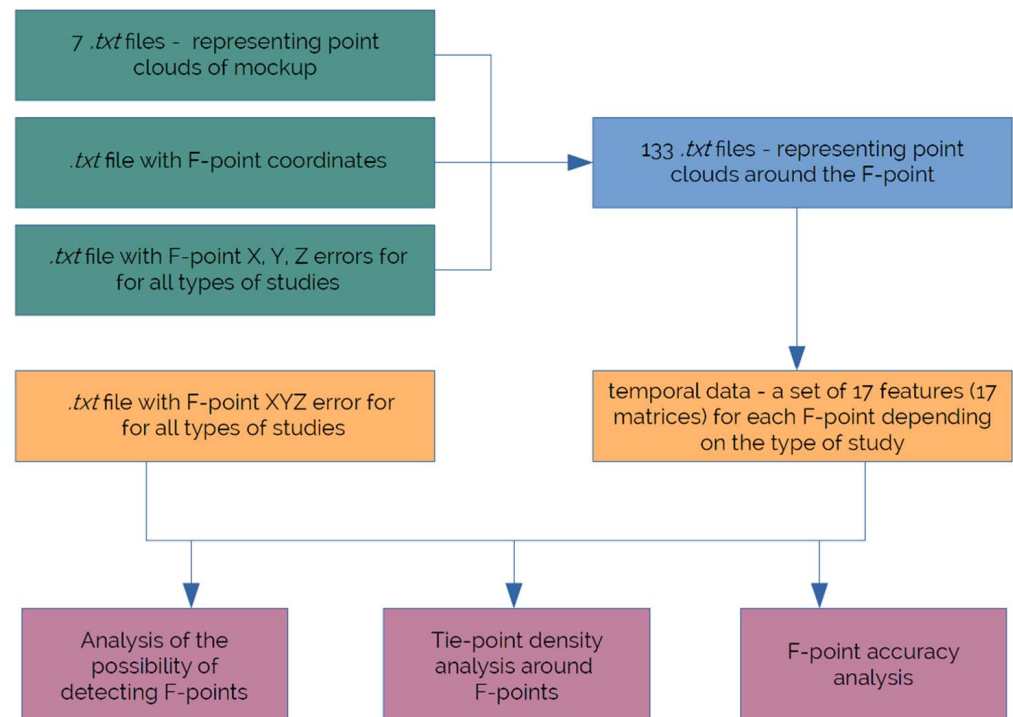 7 .txt files - representing point
clouds of mockup
.txt file with F-point coordinates
133 .txt files - representing point
clouds around the F-point
.txt file with F-point X, Y, Z errors for
for all types of studies
.txt file with F-point XYZ error for
for all types of studies
temporal data - a set of 17 features (17
matrices) for each F-point depending
on the type of study
Analysis of the
possibility of
detecting F-points
Tie-point density
analysis around
F-points
F-point accuracy
analysis